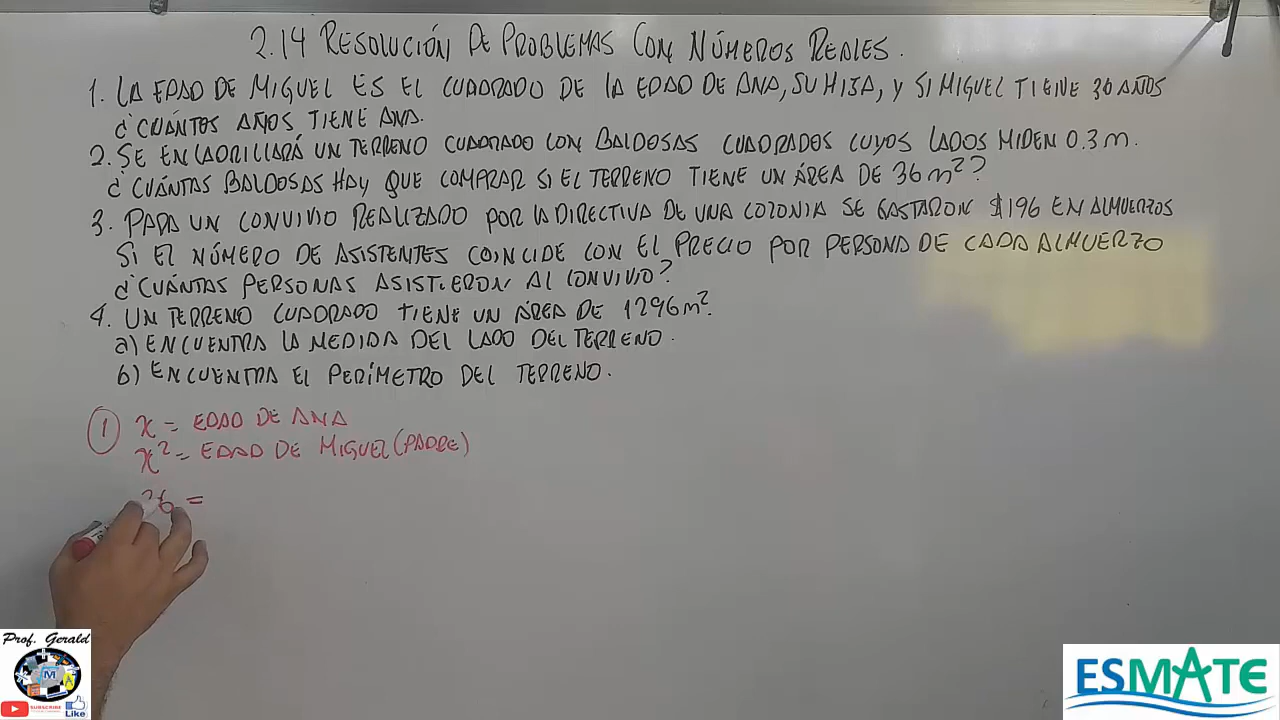 2.14 RESOLUCIÓN DE PROBLEMAS CON NÚMEROS REALES.
1. LA EDAD DE MIGUEL ES EL CUADRADO DE LA EDAD DE ANA, SU HIJA, Y SI MIGUEL TIENE 36 AÑOS
¿CUÁNTOS AÑOS TIENE ANA.
2. SE ENLADRILLARÁ UN TERRENO CUADRADO CON BALDOSAS CUADRADOS CUYOS LADOS MIDEN 0.3 m.
¿CUÁNTAS BALDOSAS HAY QUE COMPRAR SI EL TERRENO TIENE UN ÁREA DE 36 m²?
3. PARA UN CONVIVIO REALIZADO POR LA DIRECTIVA DE UNA COLONIA SE GASTARON $196 EN ALMUERZOS
SI EL NÚMERO DE ASISTENTES COINCIDE CON EL PRECIO POR PERSONA DE CADA ALMUERZO
¿CUÁNTAS PERSONAS ASISTIERON AL CONVIVIO?
4. UN TERRENO CUADRADO TIENE UN ÁREA DE 1296 m².
a) ENCUENTRA LA MEDIDA DEL LADO DEL TERRENO.
b) ENCUENTRA EL PERÍMETRO DEL TERRENO.
1 x = EDAD DE ANA
x² = EDAD DE MIGUEL (PADRE)
36 =
Prof. Gerald
M
SUBSCRIBE
Like
ESMATE